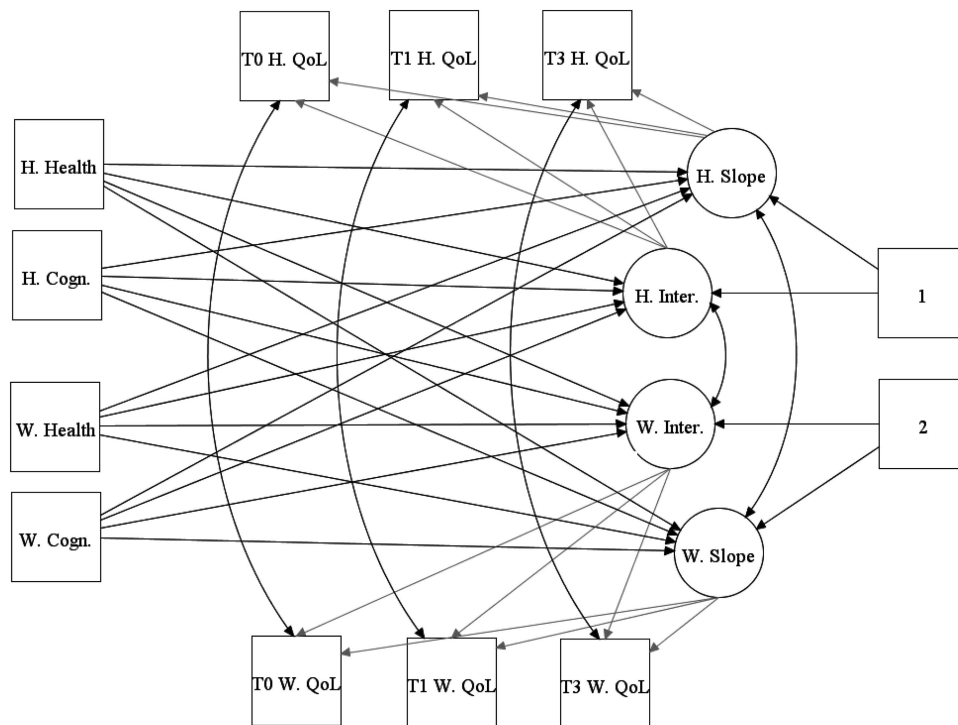 T0 H. QoL
T1 H. QoL
T3 H. QoL
H. Health
H. Slope
H. Cogn.
H. Inter.
1
W. Health
W. Inter.
2
W. Cogn.
W. Slope
T0 W. QoL
T1 W. QoL
T3 W. QoL